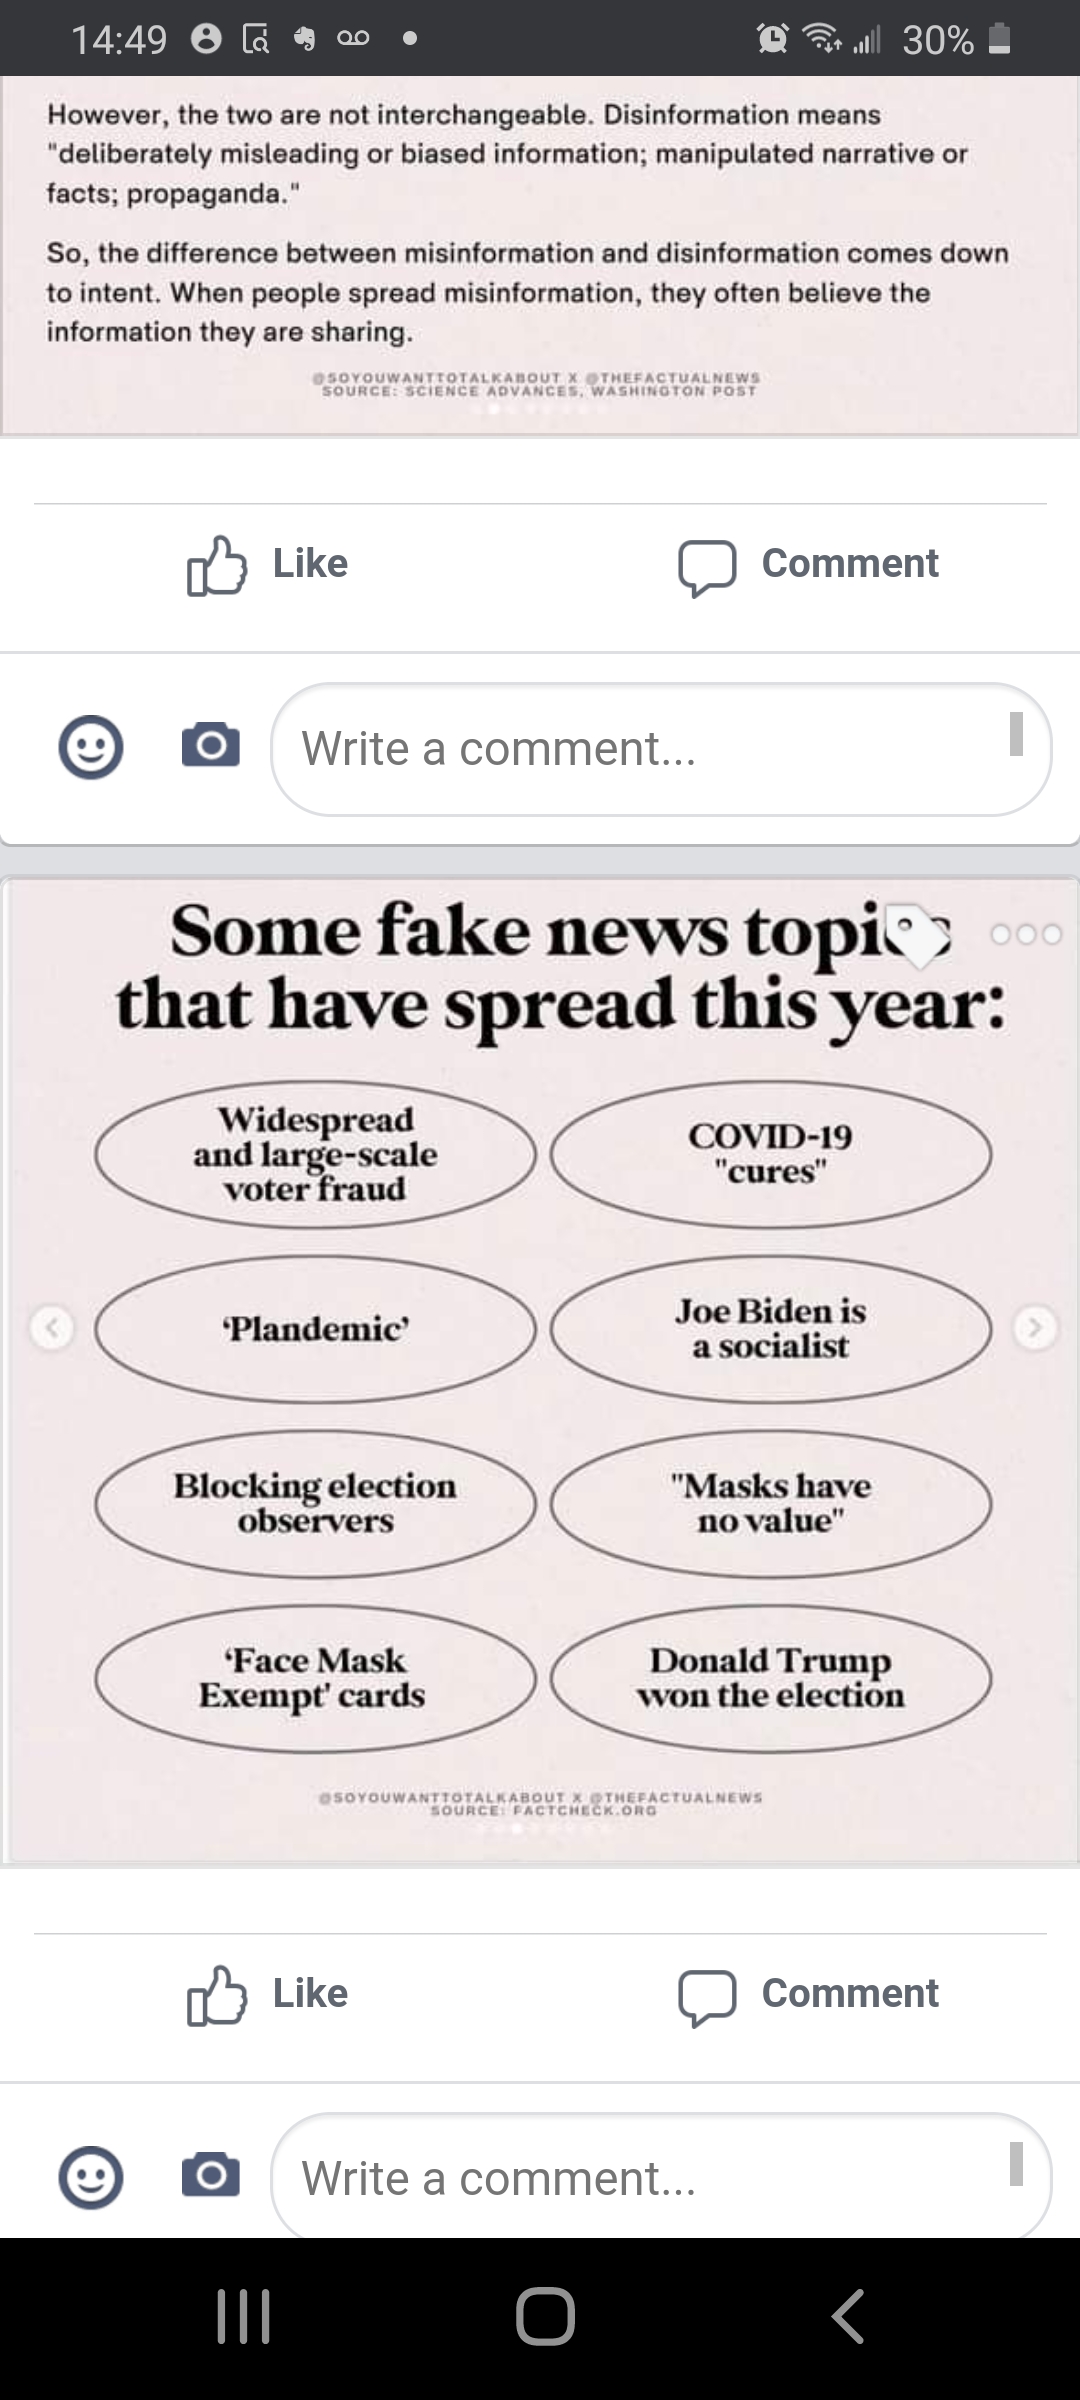 14:49 30%
However, the two are not interchangeable. Disinformation means
"deliberately misleading or biased information; manipulated narrative or
facts; propaganda."
So, the difference between misinformation and disinformation comes down
to intent. When people spread misinformation, they often believe the
information they are sharing.
@SOYOUWANTTOTALKABOUT X @THEFACTUALNEWS
SOURCE: SCIENCE ADVANCES, WASHINGTON POST
Like Comment
Write a comment...
Some fake news topics
that have spread this year:
Widespread
and large-scale
voter fraud
COVID-19
"cures"
‘Plandemic’
Joe Biden is
a socialist
Blocking election
observers
"Masks have
no value"
‘Face Mask
Exempt' cards
Donald Trump
won the election
@SOYOUWANTTOTALKABOUT X @THEFACTUALNEWS
SOURCE: FACTCHECK.ORG
Like Comment
Write a comment...